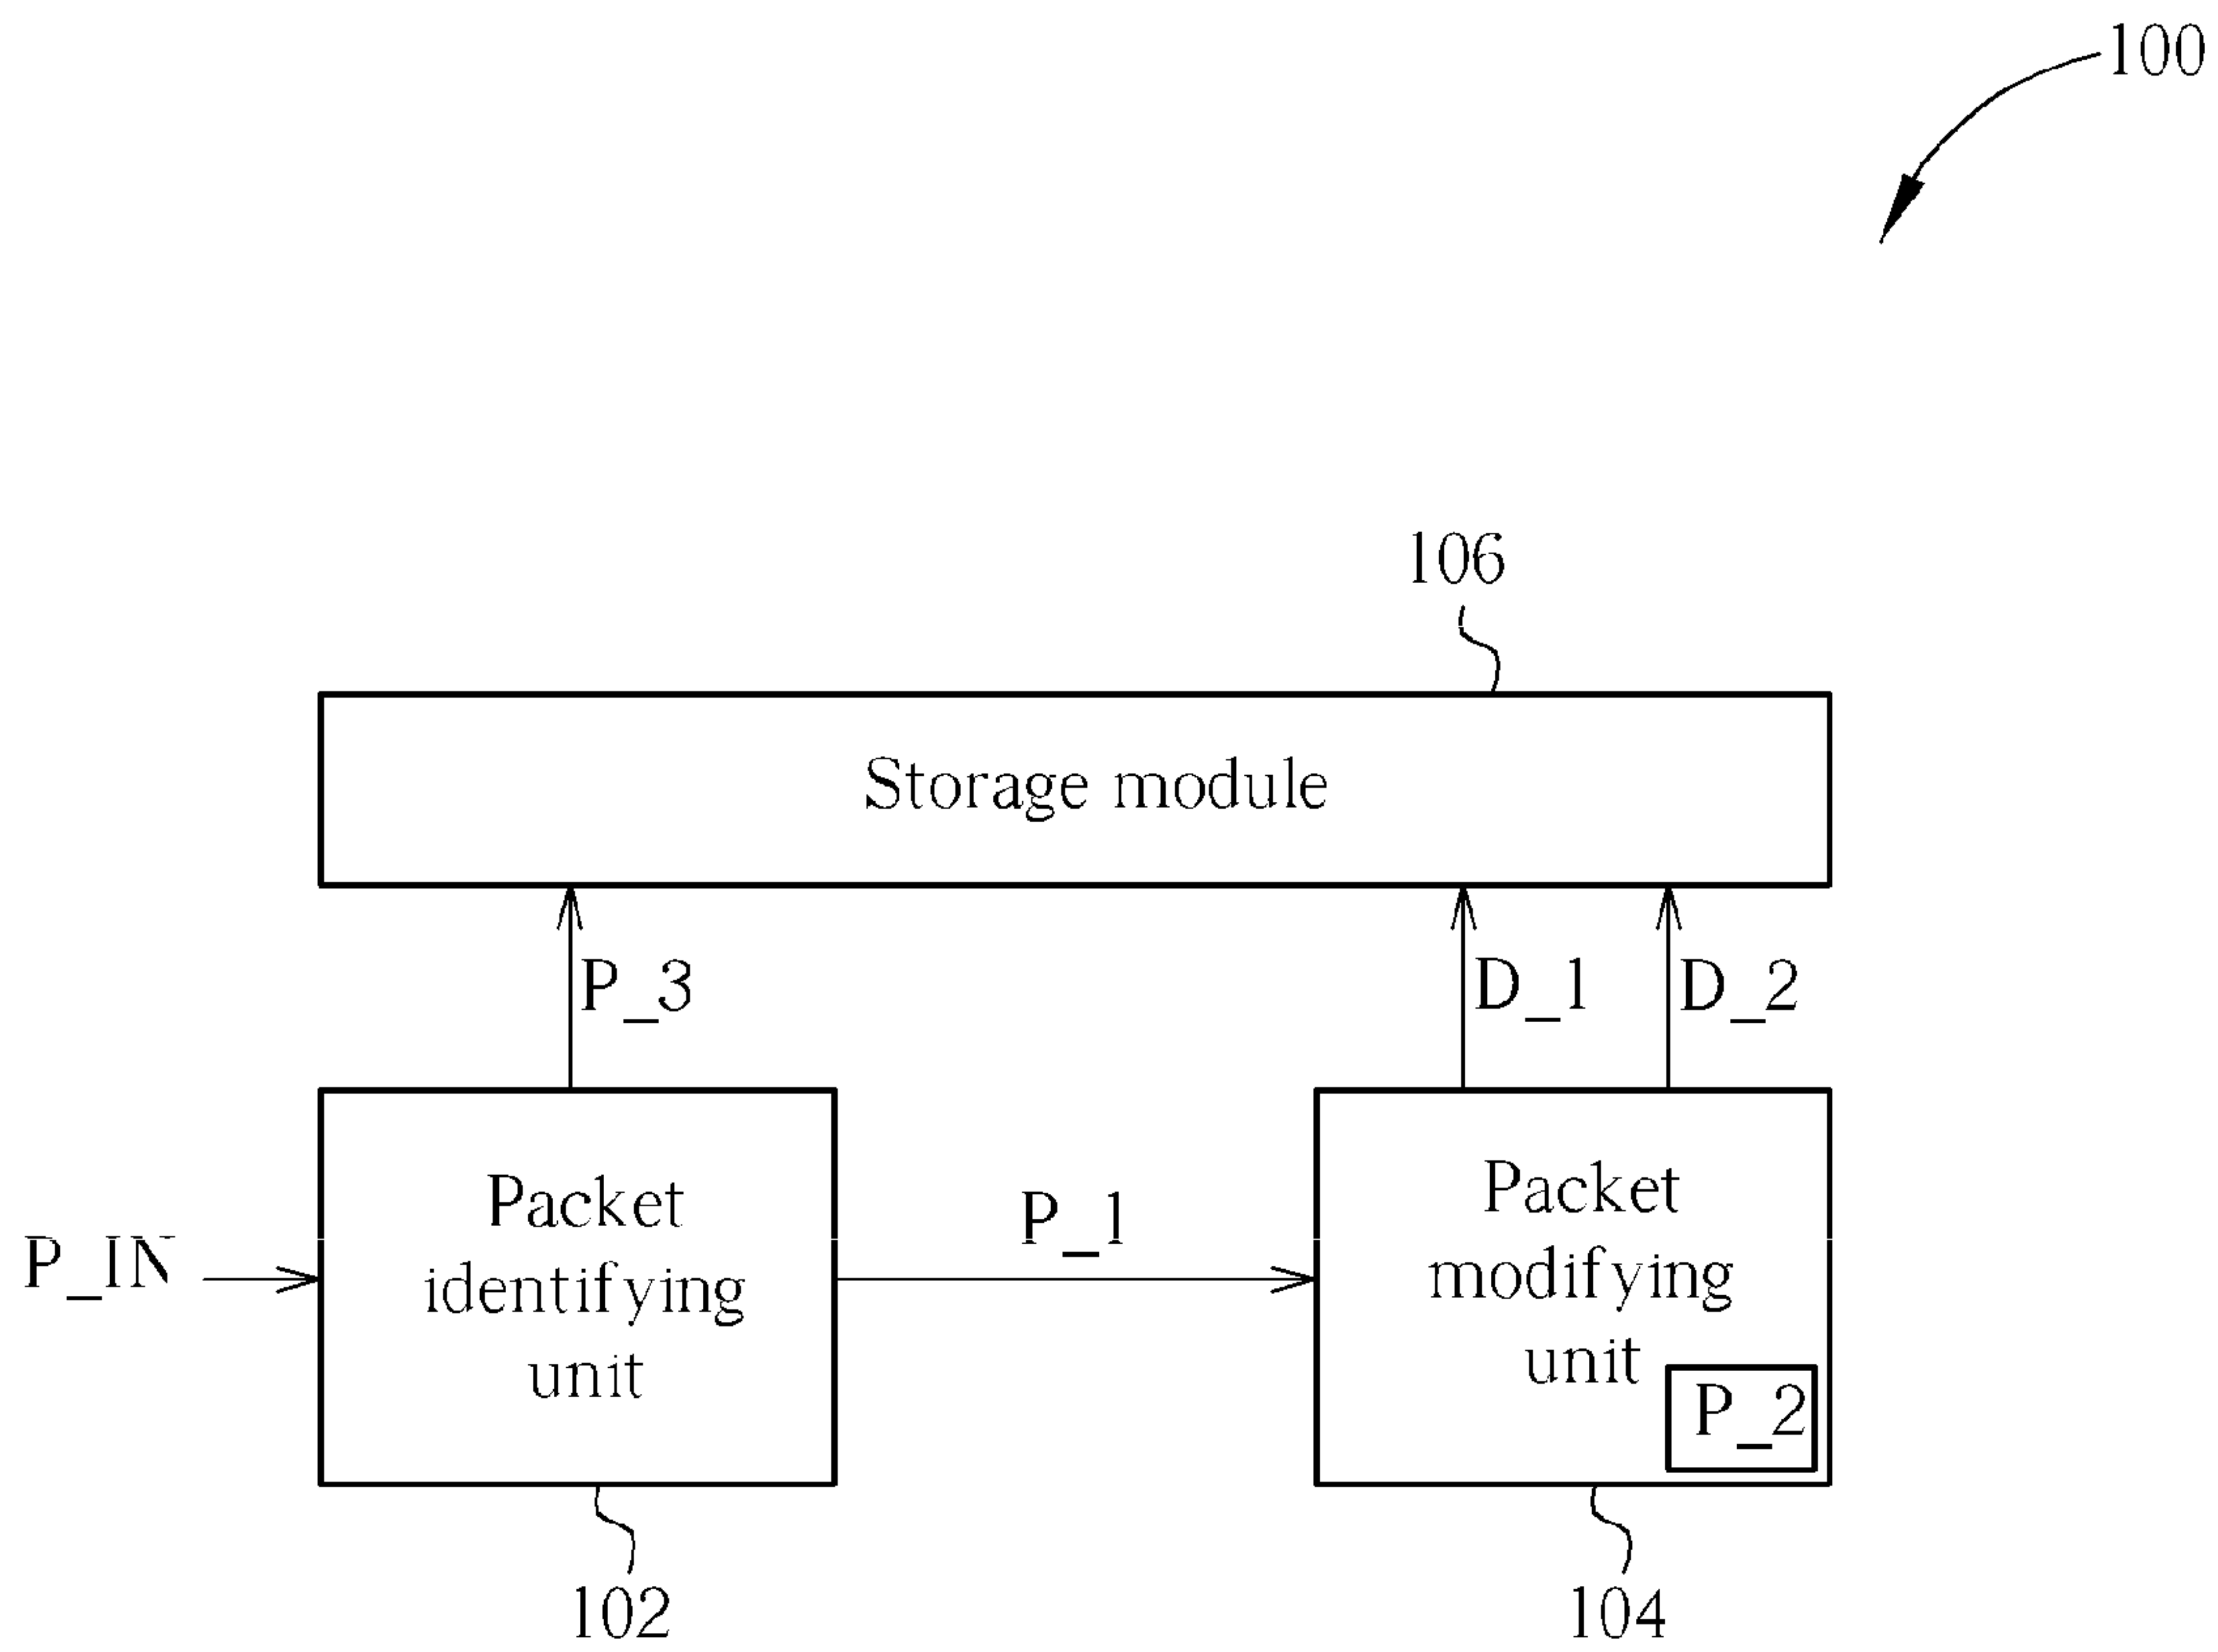 100
106
Storage module
P_3
D_1
D_2
Packet
identifying
unit
P_IN
P_1
Packet
modifying
unit
P_2
102
104